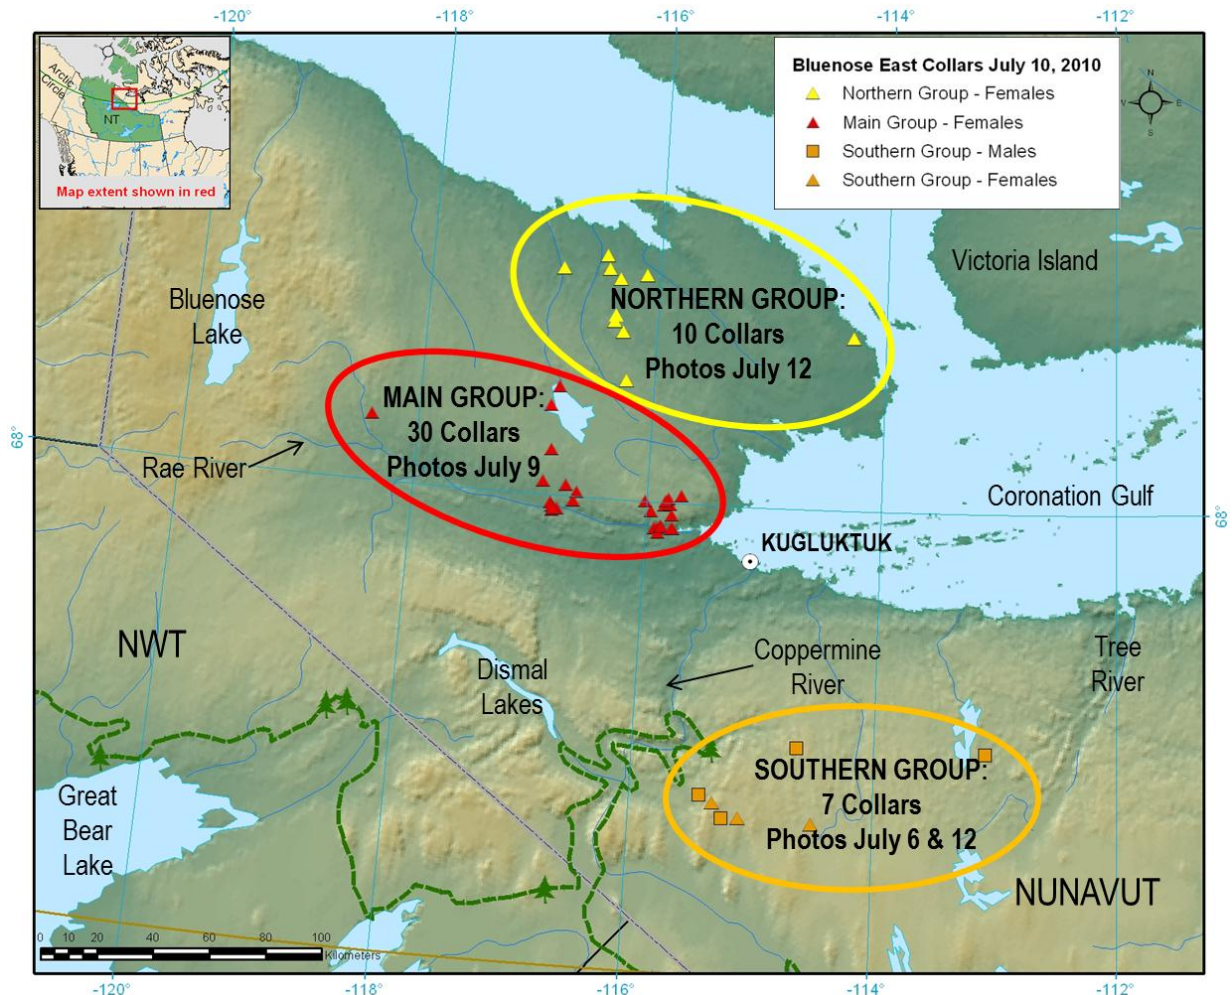 -120°
-118°
-116°
-114°
-112°
Arctic
Circle
NT
Map extent shown in red
Bluenose East Collars July 10, 2010
Northern Group - Females
Main Group - Females
Southern Group - Males
Southern Group - Females
N
W
E
S
Victoria Island
Bluenose
Lake
NORTHERN GROUP:
10 Collars
Photos July 12
MAIN GROUP:
30 Collars
Photos July 9
68°
Rae River
Coronation Gulf
68°
KUGLUKTUK
NWT
Dismal
Lakes
Coppermine
River
Tree
River
SOUTHERN GROUP:
7 Collars
Photos July 6 & 12
Great
Bear
Lake
NUNAVUT
0 10 20 40 60 80 100
Kilometers
-120°
-118°
-116°
-114°
-112°